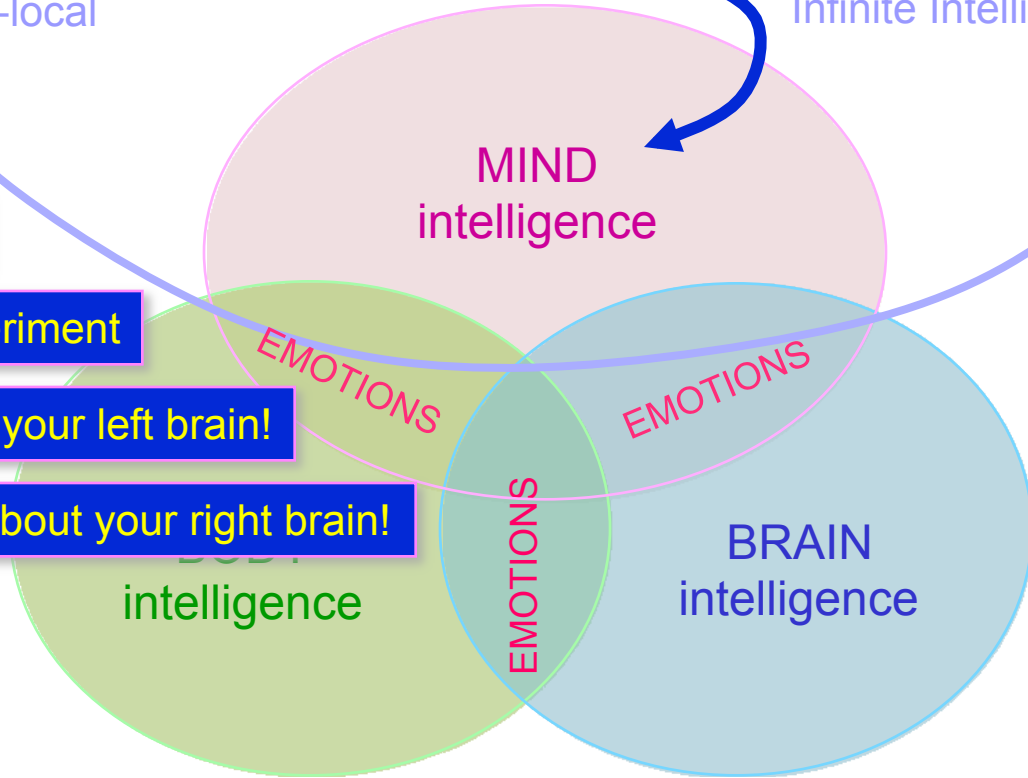 -local
Infinite Intelli
MIND
intelligence
riment
EMOTIONS
EMOTIONS
your left brain!
bout your right brain!
EMOTIONS
BRAIN
intelligence
intelligence